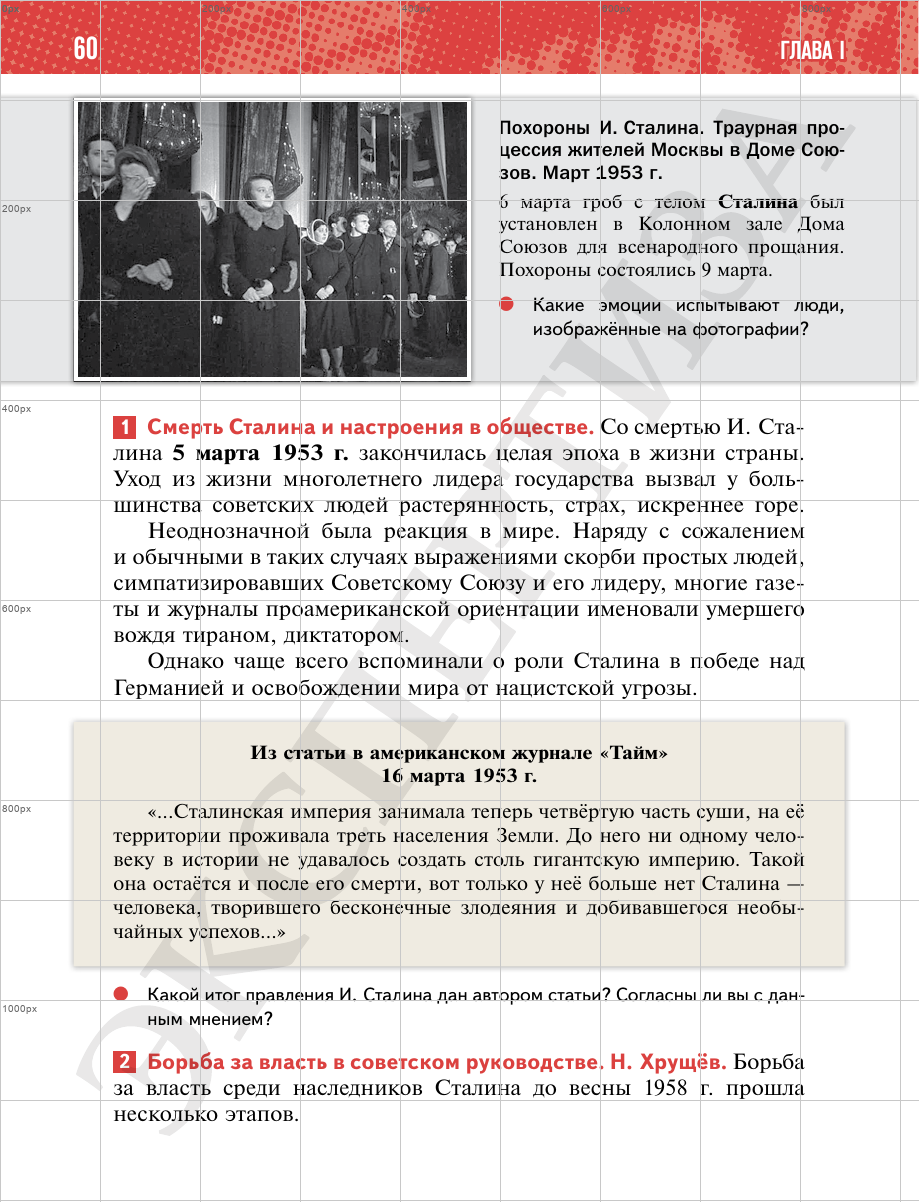 60
ГЛАВА I
Похороны И. Сталина. Траурная про-
цессия жителей Москвы в Доме Сою-
зов. Март 1953 г.
6 марта гроб с телом Сталина был
установлен в Колонном зале Дома
Союзов для всенародного прощания.
Похороны состоялись 9 марта.
Какие эмоции испытывают люди,
изображённые на фотографии?
200px
400px
1 Смерть Сталина и настроения в обществе. Со смертью И. Ста-
лина 5 марта 1953 г. закончилась целая эпоха в жизни страны.
Уход из жизни многолетнего лидера государства вызвал у боль-
шинства советских людей растерянность, страх, искреннее горе.
Неоднозначной была реакция в мире. Наряду с сожалением
и обычными в таких случаях выражениями скорби простых людей,
симпатизировавших Советскому Союзу и его лидеру, многие газе-
ты и журналы проамериканской ориентации именовали умершего
600px
вождя тираном, диктатором.
Однако чаще всего вспоминали о роли Сталина в победе над
Германией и освобождении мира от нацистской угрозы.
Из статьи в американском журнале «Тайм»
16 марта 1953 г.
800px
«...Сталинская империя занимала теперь четвёртую часть суши, на её
территории проживала треть населения Земли. До него ни одному чело-
веку в истории не удавалось создать столь гигантскую империю. Такой
она остаётся и после его смерти, вот только у неё больше нет Сталина —
человека, творившего бесконечные злодеяния и добивавшегося необы-
чайных успехов...»
Какой итог правления И. Сталина дан автором статьи? Согласны ли вы с дан-
ным мнением?
1000px
2 Борьба за власть в советском руководстве. Н. Хрущёв. Борьба
за власть среди наследников Сталина до весны 1958 г. прошла
несколько этапов.
ЭКСПЕРТИЗА